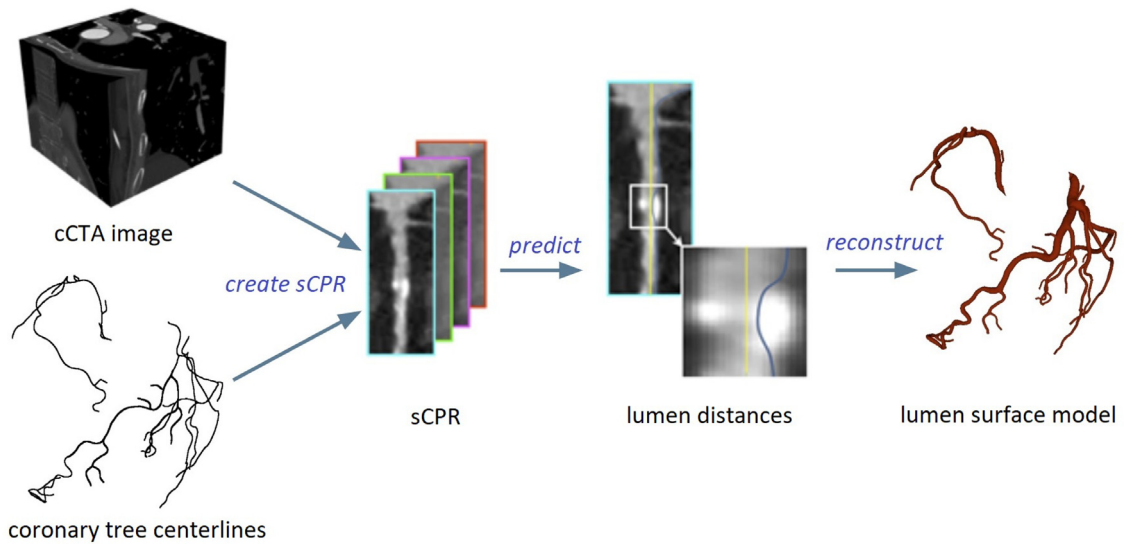 cCTA image
coronary tree centerlines
create sCPR
sCPR
predict
lumen distances
reconstruct
lumen surface model